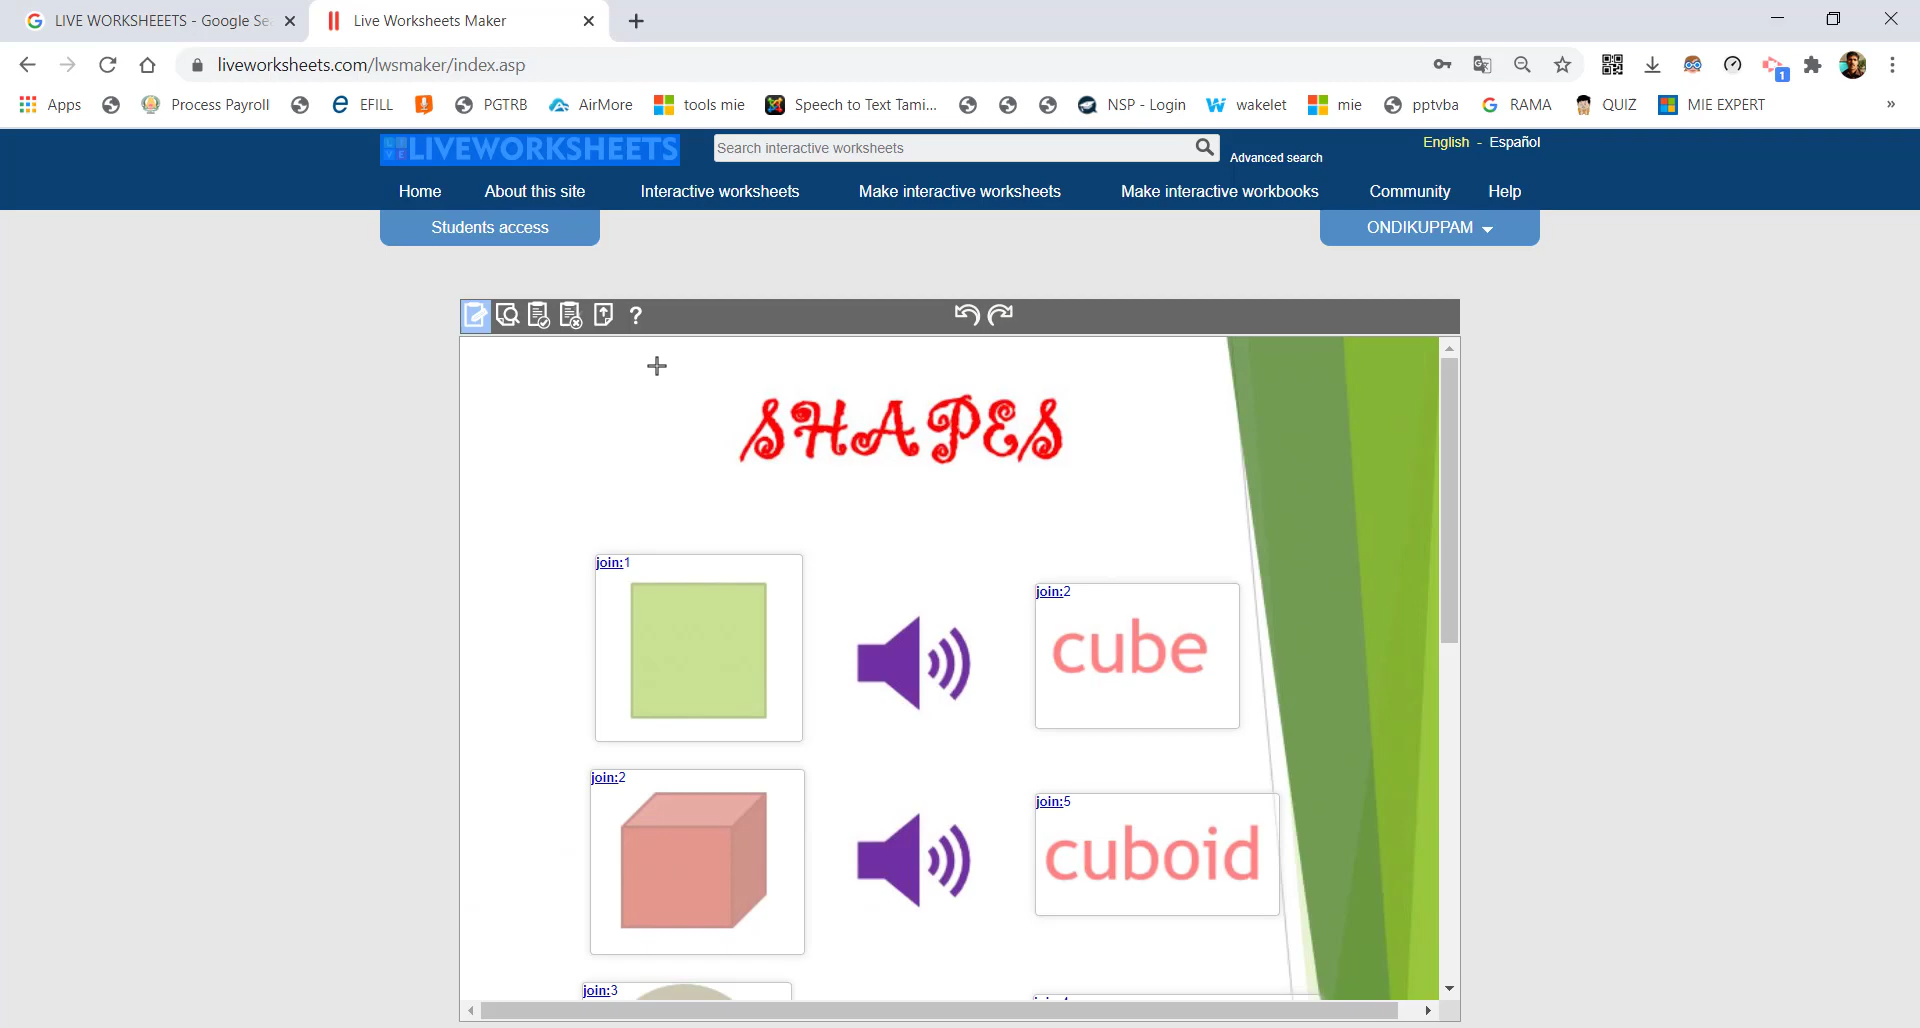 LIVE WORKSHEEETS - Google Se
Live Worksheets Maker
liveworksheets.com/lwsmaker/index.asp
1
Apps Process Payroll EFILL PGTRB AirMore tools mie Speech to Text Tami... NSP - Login wakelet mie pptvba RAMA QUIZ MIE EXPERT »
LIVEWORKSHEETS
Search interactive worksheets
Advanced search
English - Español
Home About this site Interactive worksheets Make interactive worksheets Make interactive workbooks Community Help
Students access
ONDIKUPPAM
?
SHAPES
join:1
join:2
cube
join:2
join:5
cuboid
join:3